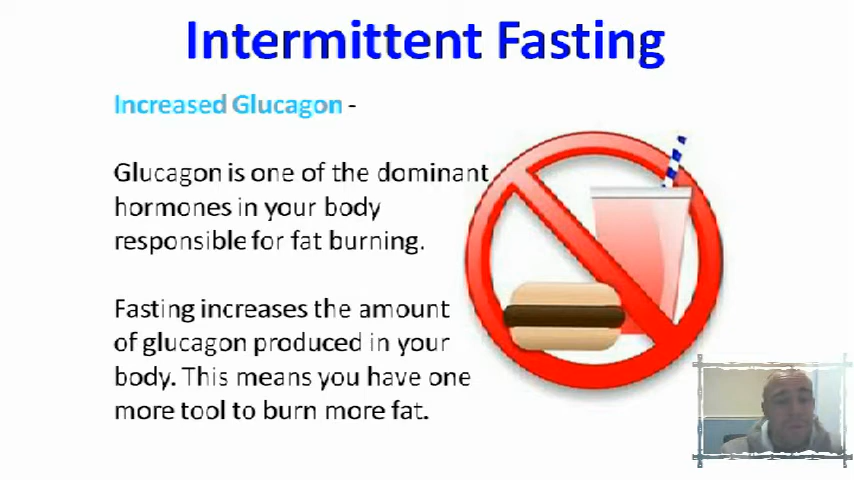 Intermittent Fasting
Increased Glucagon -
Glucagon is one of the dominant
hormones in your body
responsible for fat burning.
Fasting increases the amount
of glucagon produced in your
body. This means you have one
more tool to burn more fat.